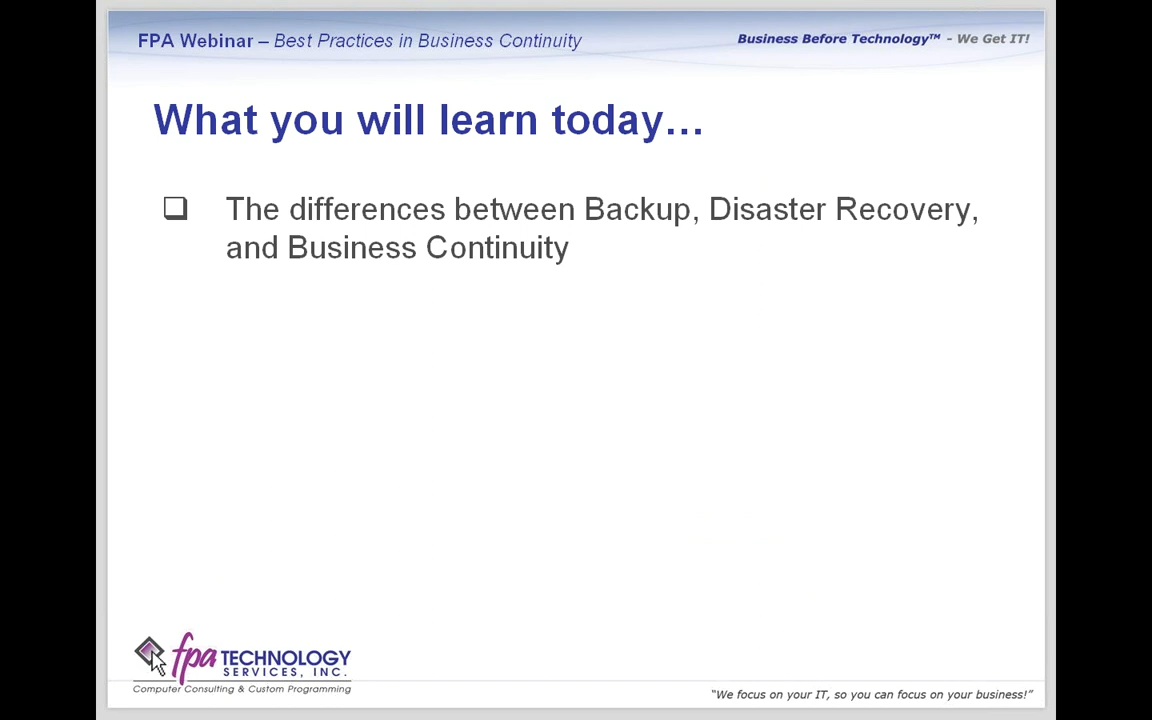 FPA Webinar – Best Practices in Business Continuity
Business Before Technology™ - We Get IT!
What you will learn today…
The differences between Backup, Disaster Recovery,
and Business Continuity
fpa TECHNOLOGY
SERVICES, INC.
Computer Consulting & Custom Programming
“We focus on your IT, so you can focus on your business!”